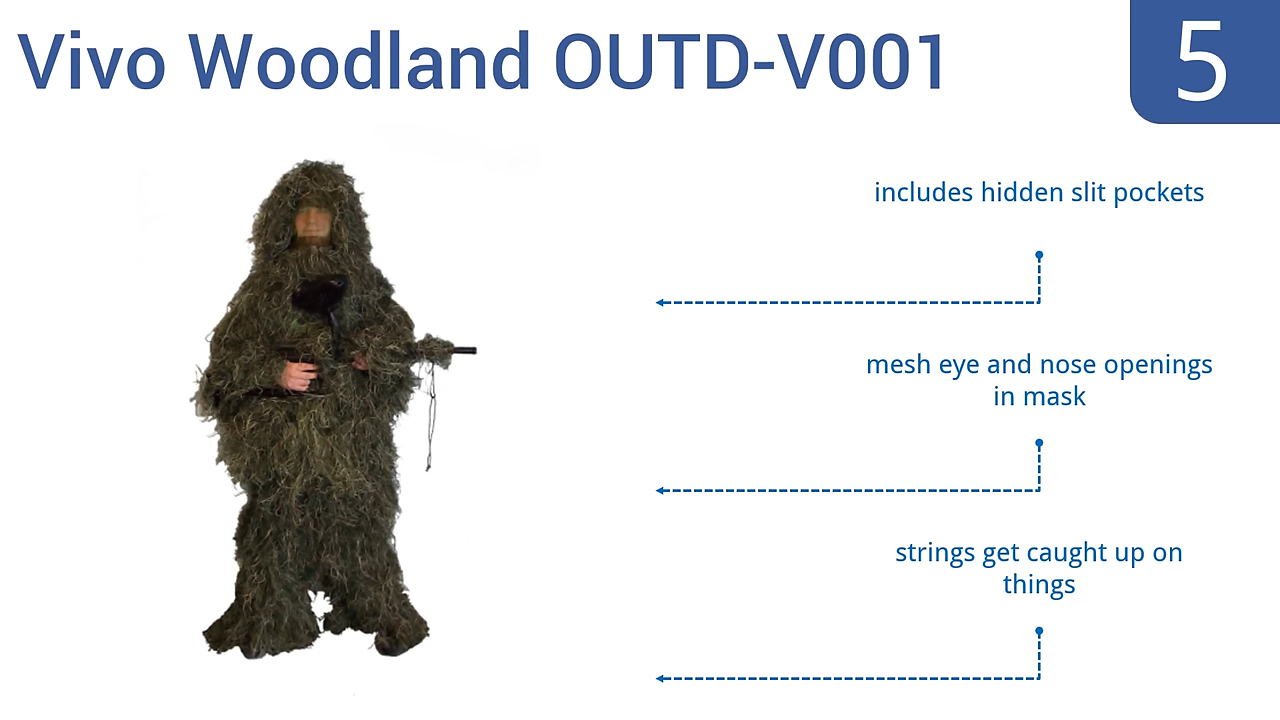 Vivo Woodland OUTD-V001
5
includes hidden slit pockets
mesh eye and nose openings
in mask
strings get caught up on
things